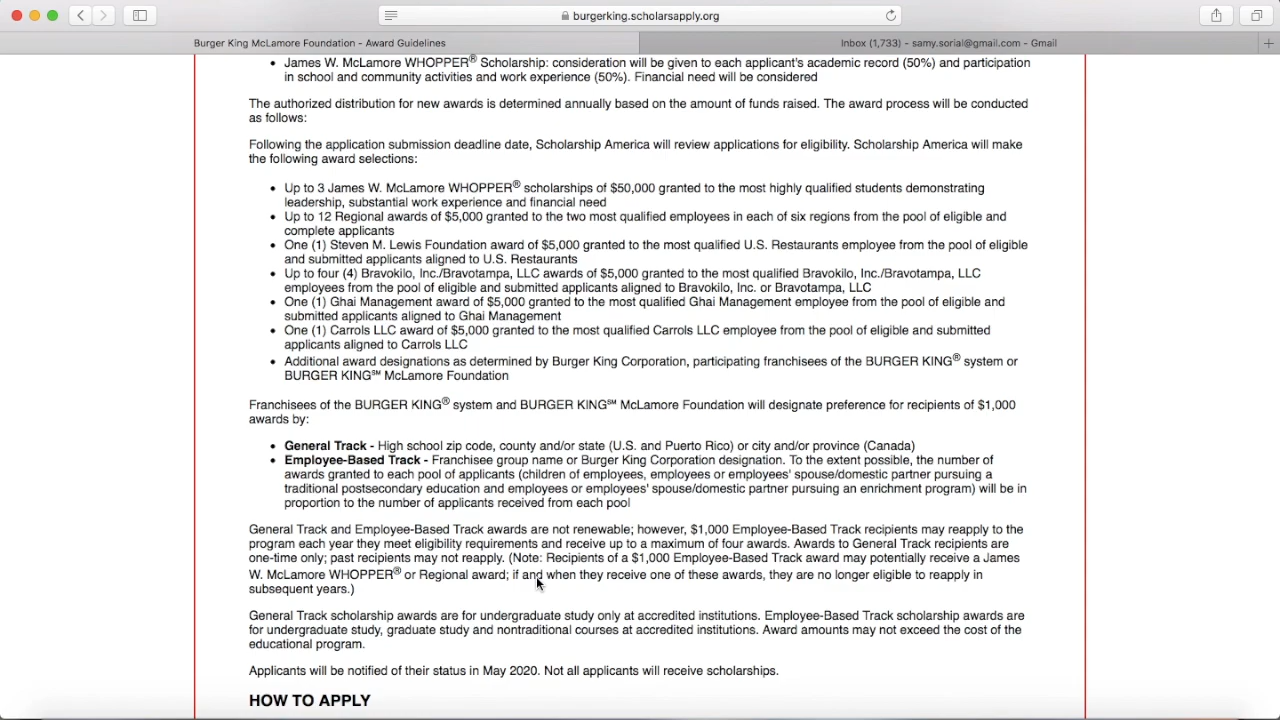 burgerking.scholarsapply.org
Burger King McLamore Foundation - Award Guidelines
Inbox (1,733) - samy.sorial@gmail.com - Gmail
• James W. McLamore WHOPPER® Scholarship: consideration will be given to each applicant's academic record (50%) and participation
in school and community activities and work experience (50%). Financial need will be considered
The authorized distribution for new awards is determined annually based on the amount of funds raised. The award process will be conducted
as follows:
Following the application submission deadline date, Scholarship America will review applications for eligibility. Scholarship America will make
the following award selections:
• Up to 3 James W. McLamore WHOPPER® scholarships of $50,000 granted to the most highly qualified students demonstrating
leadership, substantial work experience and financial need
• Up to 12 Regional awards of $5,000 granted to the two most qualified employees in each of six regions from the pool of eligible and
complete applicants
• One (1) Steven M. Lewis Foundation award of $5,000 granted to the most qualified U.S. Restaurants employee from the pool of eligible
and submitted applicants aligned to U.S. Restaurants
• Up to four (4) Bravokilo, Inc./Bravotampa, LLC awards of $5,000 granted to the most qualified Bravokilo, Inc./Bravotampa, LLC
employees from the pool of eligible and submitted applicants aligned to Bravokilo, Inc. or Bravotampa, LLC
• One (1) Ghai Management award of $5,000 granted to the most qualified Ghai Management employee from the pool of eligible and
submitted applicants aligned to Ghai Management
• One (1) Carrols LLC award of $5,000 granted to the most qualified Carrols LLC employee from the pool of eligible and submitted
applicants aligned to Carrols LLC
• Additional award designations as determined by Burger King Corporation, participating franchisees of the BURGER KING® system or
BURGER KING℠ McLamore Foundation
Franchisees of the BURGER KING® system and BURGER KING℠ McLamore Foundation will designate preference for recipients of $1,000
awards by:
• General Track - High school zip code, county and/or state (U.S. and Puerto Rico) or city and/or province (Canada)
• Employee-Based Track - Franchisee group name or Burger King Corporation designation. To the extent possible, the number of
awards granted to each pool of applicants (children of employees, employees or employees' spouse/domestic partner pursuing a
traditional postsecondary education and employees or employees' spouse/domestic partner pursuing an enrichment program) will be in
proportion to the number of applicants received from each pool
General Track and Employee-Based Track awards are not renewable; however, $1,000 Employee-Based Track recipients may reapply to the
program each year they meet eligibility requirements and receive up to a maximum of four awards. Awards to General Track recipients are
one-time only; past recipients may not reapply. (Note: Recipients of a $1,000 Employee-Based Track award may potentially receive a James
W. McLamore WHOPPER® or Regional award; if and when they receive one of these awards, they are no longer eligible to reapply in
subsequent years.)
General Track scholarship awards are for undergraduate study only at accredited institutions. Employee-Based Track scholarship awards are
for undergraduate study, graduate study and nontraditional courses at accredited institutions. Award amounts may not exceed the cost of the
educational program.
Applicants will be notified of their status in May 2020. Not all applicants will receive scholarships.
HOW TO APPLY